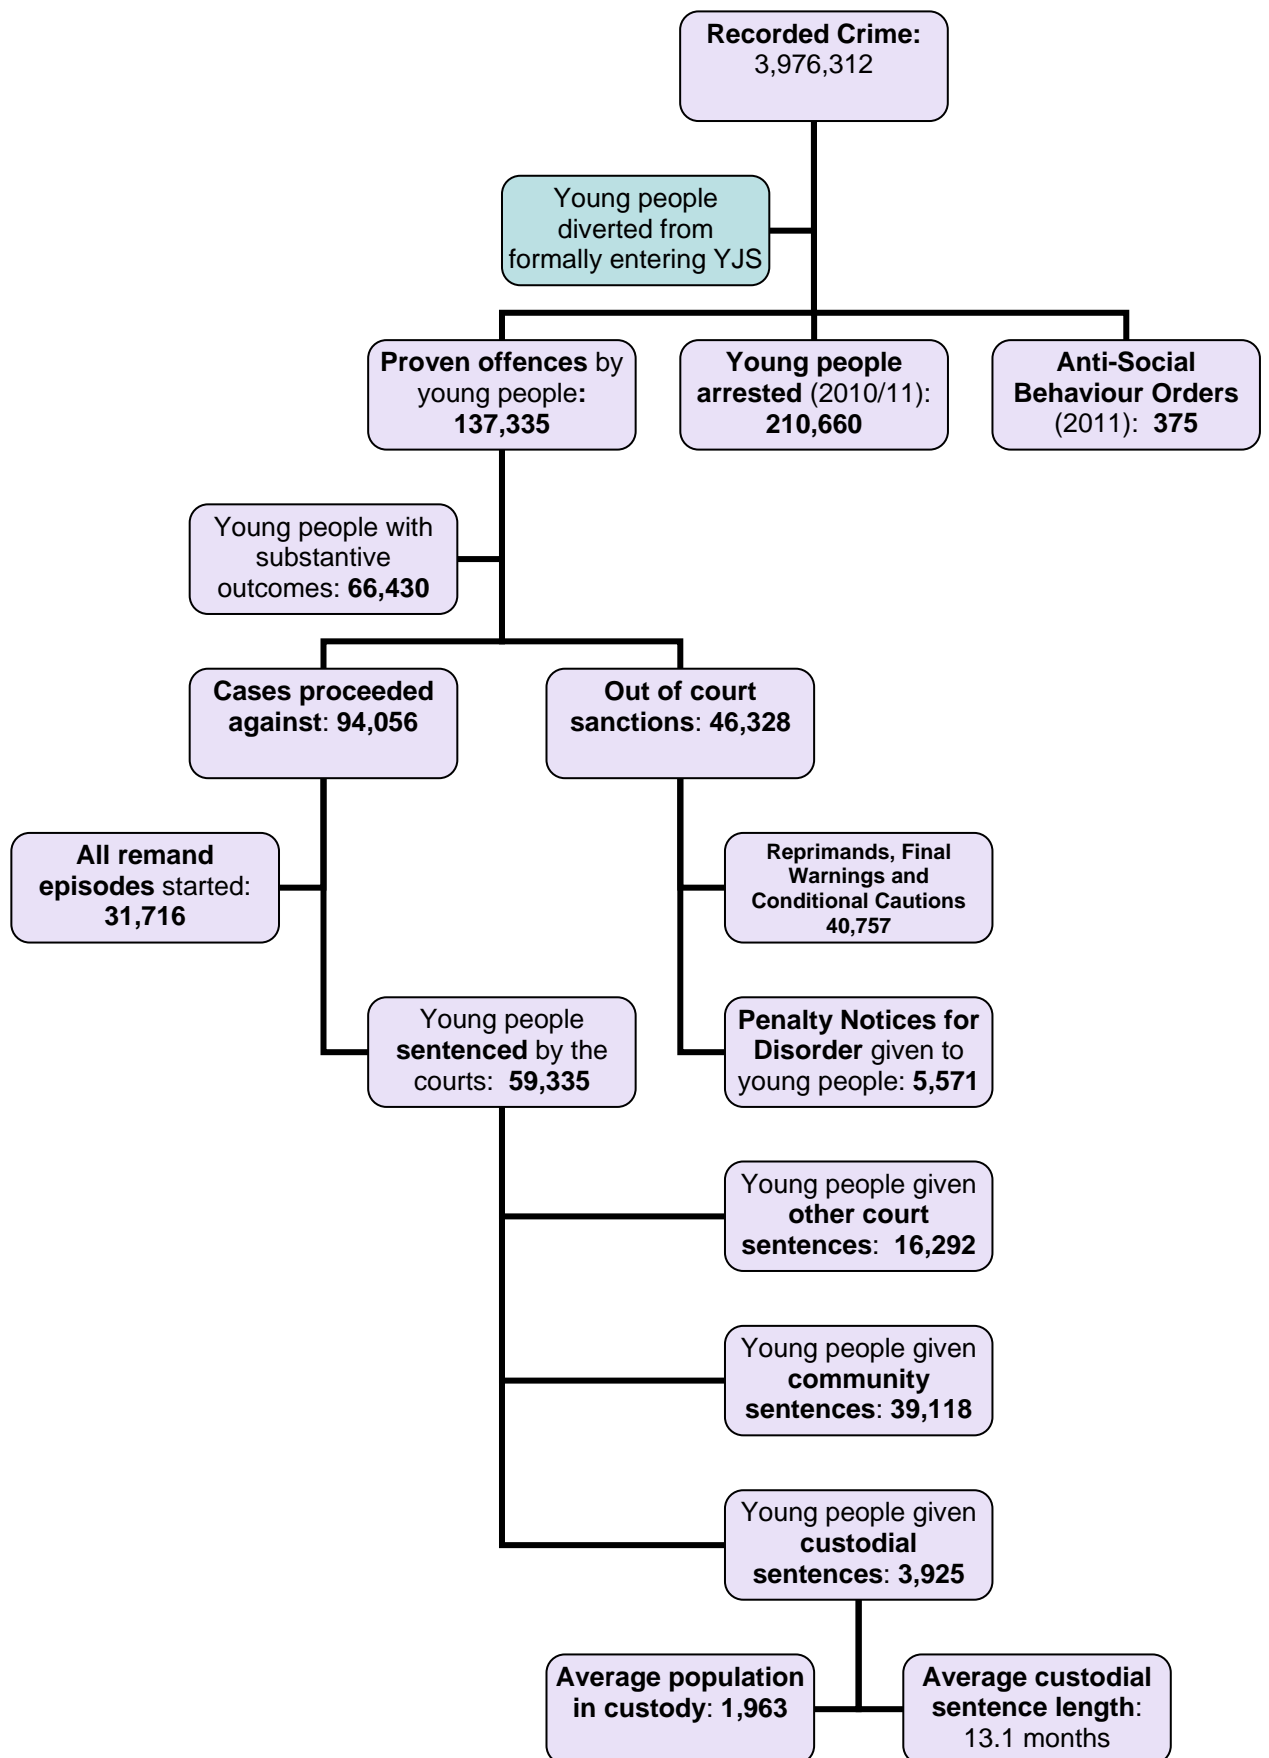 Recorded Crime:
3,976,312
Young people
diverted from
formally entering YJS
Proven offences by
young people:
137,335
Young people
arrested (2010/11):
210,660
Anti-Social
Behaviour Orders
(2011): 375
Young people with
substantive
outcomes: 66,430
Cases proceeded
against: 94,056
Out of court
sanctions: 46,328
All remand
episodes started:
31,716
Reprimands, Final
Warnings and
Conditional Cautions
40,757
Young people
sentenced by the
courts: 59,335
Penalty Notices for
Disorder given to
young people: 5,571
Young people given
other court
sentences: 16,292
Young people given
community
sentences: 39,118
Young people given
custodial
sentences: 3,925
Average population
in custody: 1,963
Average custodial
sentence length:
13.1 months